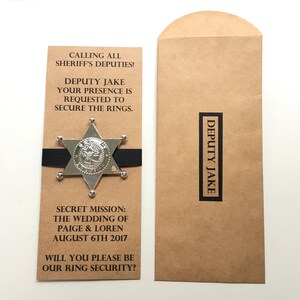 CALLING ALL
SHERIFF'S DEPUTIES!
DEPUTY JAKE
YOUR PRESENCE IS
REQUESTED TO
SECURE THE RINGS.
SECRET MISSION:
THE WEDDING OF
PAIGE & LOREN
AUGUST 6TH 2017
WILL YOU PLEASE BE
OUR RING SECURITY?
DEPUTY JAKE